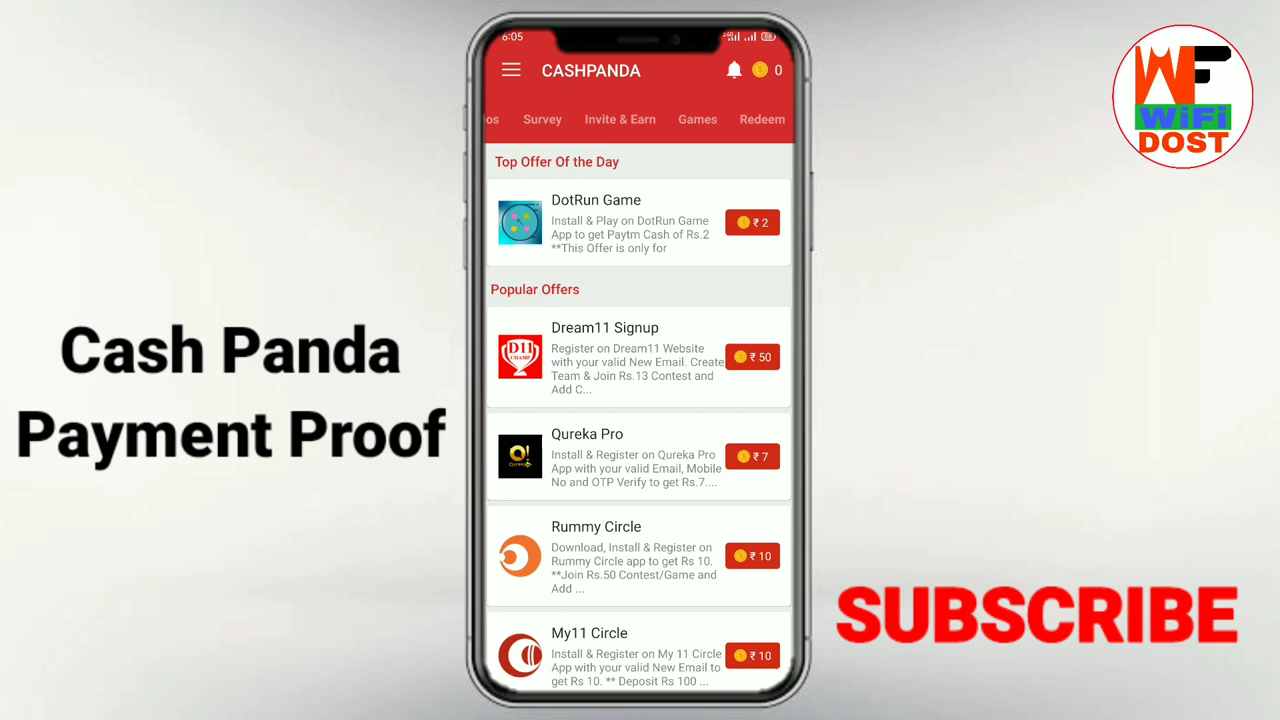 Cash Panda
Payment Proof
6:05
CASHPANDA
0
os
Survey
Invite & Earn
Games
Redeem
Top Offer Of the Day
DotRun Game
Install & Play on DotRun Game
App to get Paytm Cash of Rs.2
**This Offer is only for
₹ 2
Popular Offers
D11
CHAMP
Dream11 Signup
Register on Dream11 Website
with your valid New Email. Create
Team & Join Rs.13 Contest and
Add C...
₹ 50
Q!
Qureka
Qureka Pro
Install & Register on Qureka Pro
App with your valid Email, Mobile
No and OTP Verify to get Rs.7....
₹ 7
Rummy Circle
Download, Install & Register on
Rummy Circle app to get Rs 10.
**Join Rs.50 Contest/Game and
Add ...
₹ 10
My11 Circle
Install & Register on My 11 Circle
App with your valid New Email to
get Rs 10. ** Deposit Rs 100 ...
₹ 10
WF
WiFi
DOST
SUBSCRIBE